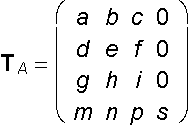 T_A =
a b c 0
d e f 0
g h i 0
m n p s